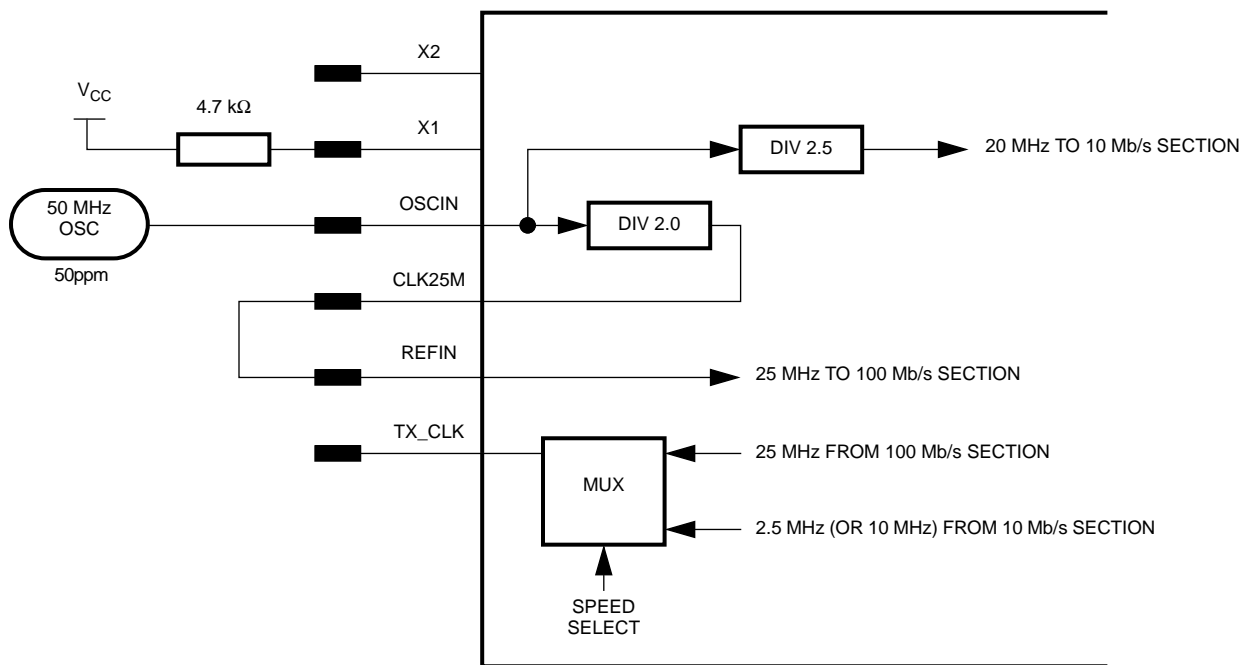 X2
VCC
4.7 kΩ
X1
DIV 2.5
20 MHz TO 10 Mb/s SECTION
50 MHz
OSC
50ppm
OSCIN
DIV 2.0
CLK25M
REFIN
25 MHz TO 100 Mb/s SECTION
TX_CLK
MUX
25 MHz FROM 100 Mb/s SECTION
2.5 MHz (OR 10 MHz) FROM 10 Mb/s SECTION
SPEED
SELECT